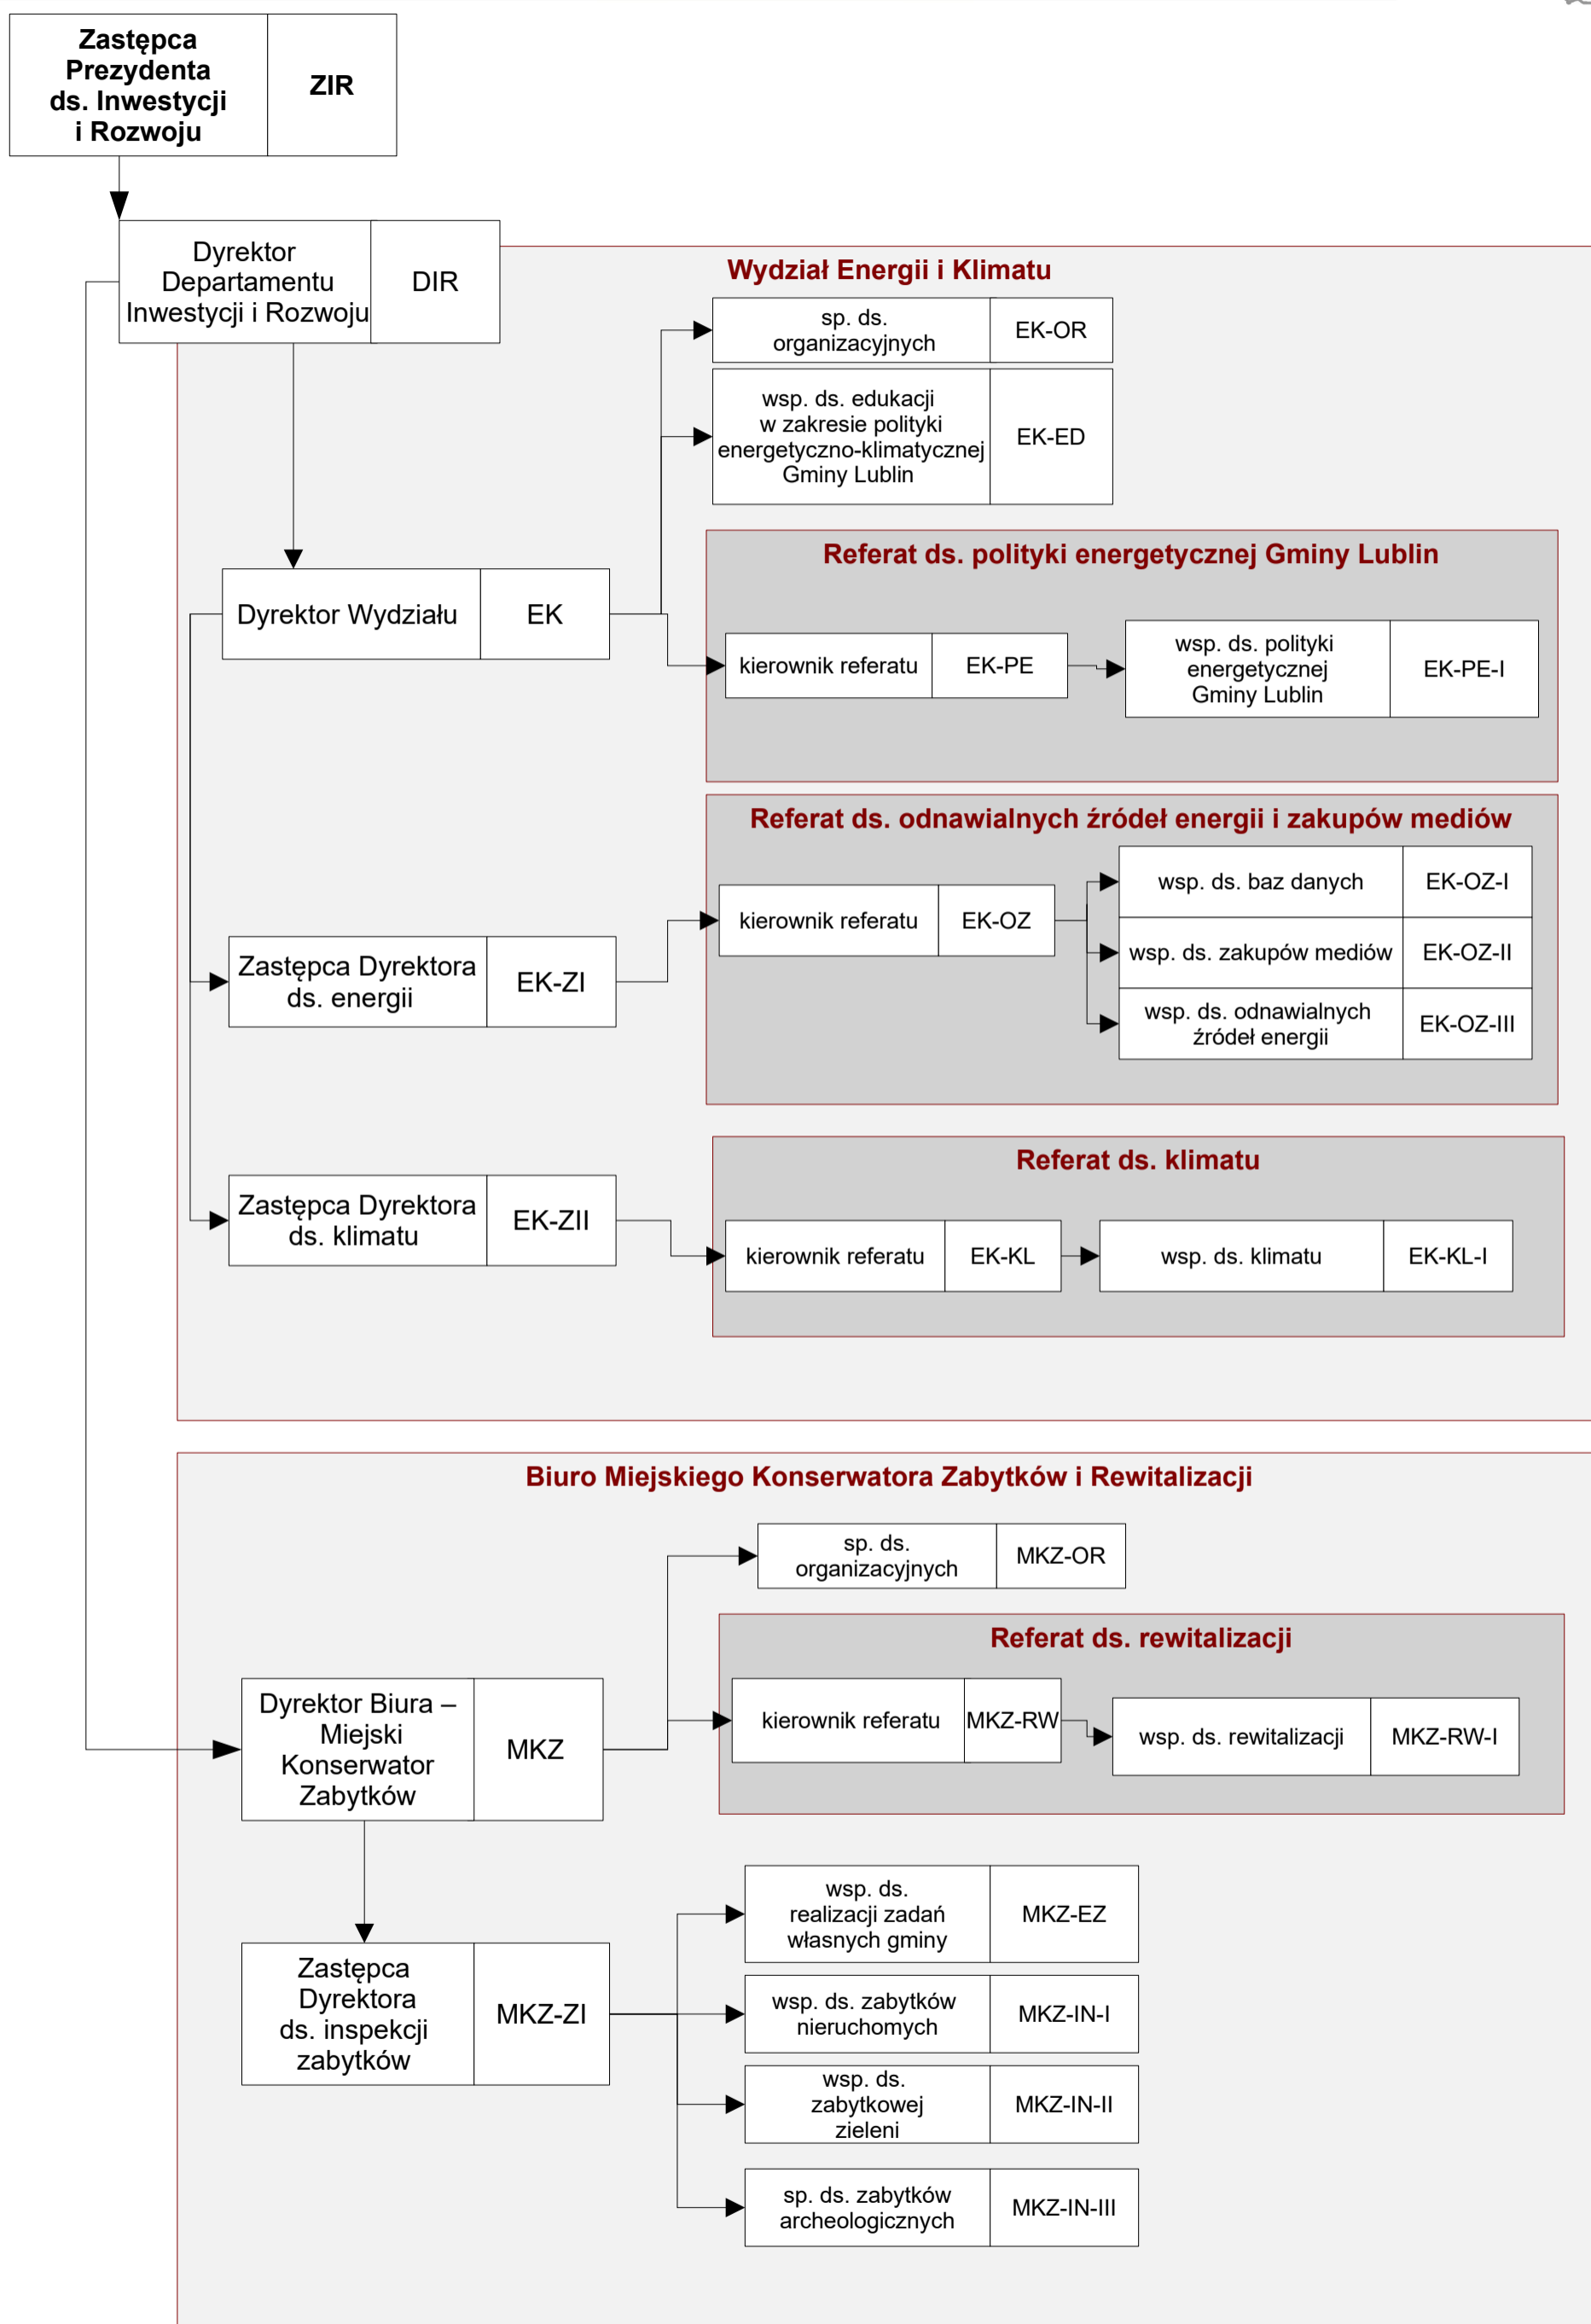 Zastępca
Prezydenta
ds. Inwestycji
i Rozwoju
ZIR
Dyrektor
Departamentu
Inwestycji i Rozwoju
DIR
Wydział Energii i Klimatu
sp. ds.
organizacyjnych
EK-OR
wsp. ds. edukacji
w zakresie polityki
energetyczno-klimatycznej
Gminy Lublin
EK-ED
Referat ds. polityki energetycznej Gminy Lublin
Dyrektor Wydziału
EK
kierownik referatu
EK-PE
wsp. ds. polityki
energetycznej
Gminy Lublin
EK-PE-I
Referat ds. odnawialnych źródeł energii i zakupów mediów
Zastępca Dyrektora
ds. energii
EK-ZI
kierownik referatu
EK-OZ
wsp. ds. baz danych
EK-OZ-I
wsp. ds. zakupów mediów
EK-OZ-II
wsp. ds. odnawialnych
źródeł energii
EK-OZ-III
Referat ds. klimatu
Zastępca Dyrektora
ds. klimatu
EK-ZII
kierownik referatu
EK-KL
wsp. ds. klimatu
EK-KL-I
Biuro Miejskiego Konserwatora Zabytków i Rewitalizacji
sp. ds.
organizacyjnych
MKZ-OR
Referat ds. rewitalizacji
Dyrektor Biura –
Miejski
Konserwator
Zabytków
MKZ
kierownik referatu
MKZ-RW
wsp. ds. rewitalizacji
MKZ-RW-I
Zastępca
Dyrektora
ds. inspekcji
zabytków
MKZ-ZI
wsp. ds.
realizacji zadań
własnych gminy
MKZ-EZ
wsp. ds. zabytków
nieruchomych
MKZ-IN-I
wsp. ds.
zabytkowej
zieleni
MKZ-IN-II
sp. ds. zabytków
archeologicznych
MKZ-IN-III